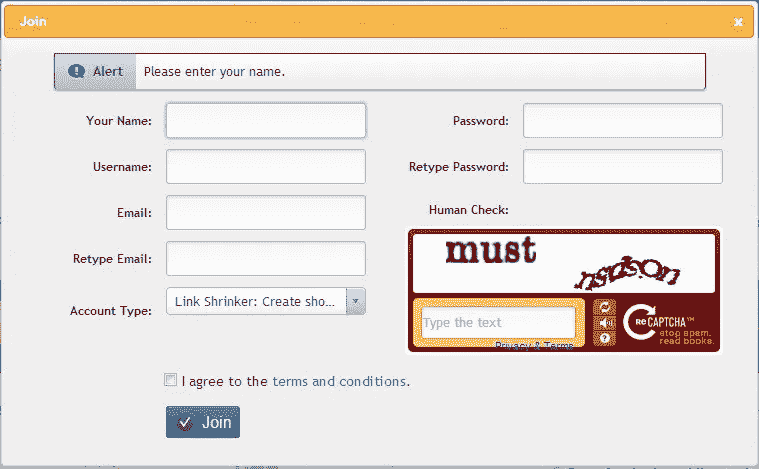 Join
Alert Please enter your name.
Your Name:
Password:
Username:
Retype Password:
Email:
Human Check:
must
Retype Email:
Account Type:
Link Shrinker: Create sho...
Type the text
Privacy & Terms
reCAPTCHA™
stop spam.
read books.
I agree to the terms and conditions.
Join